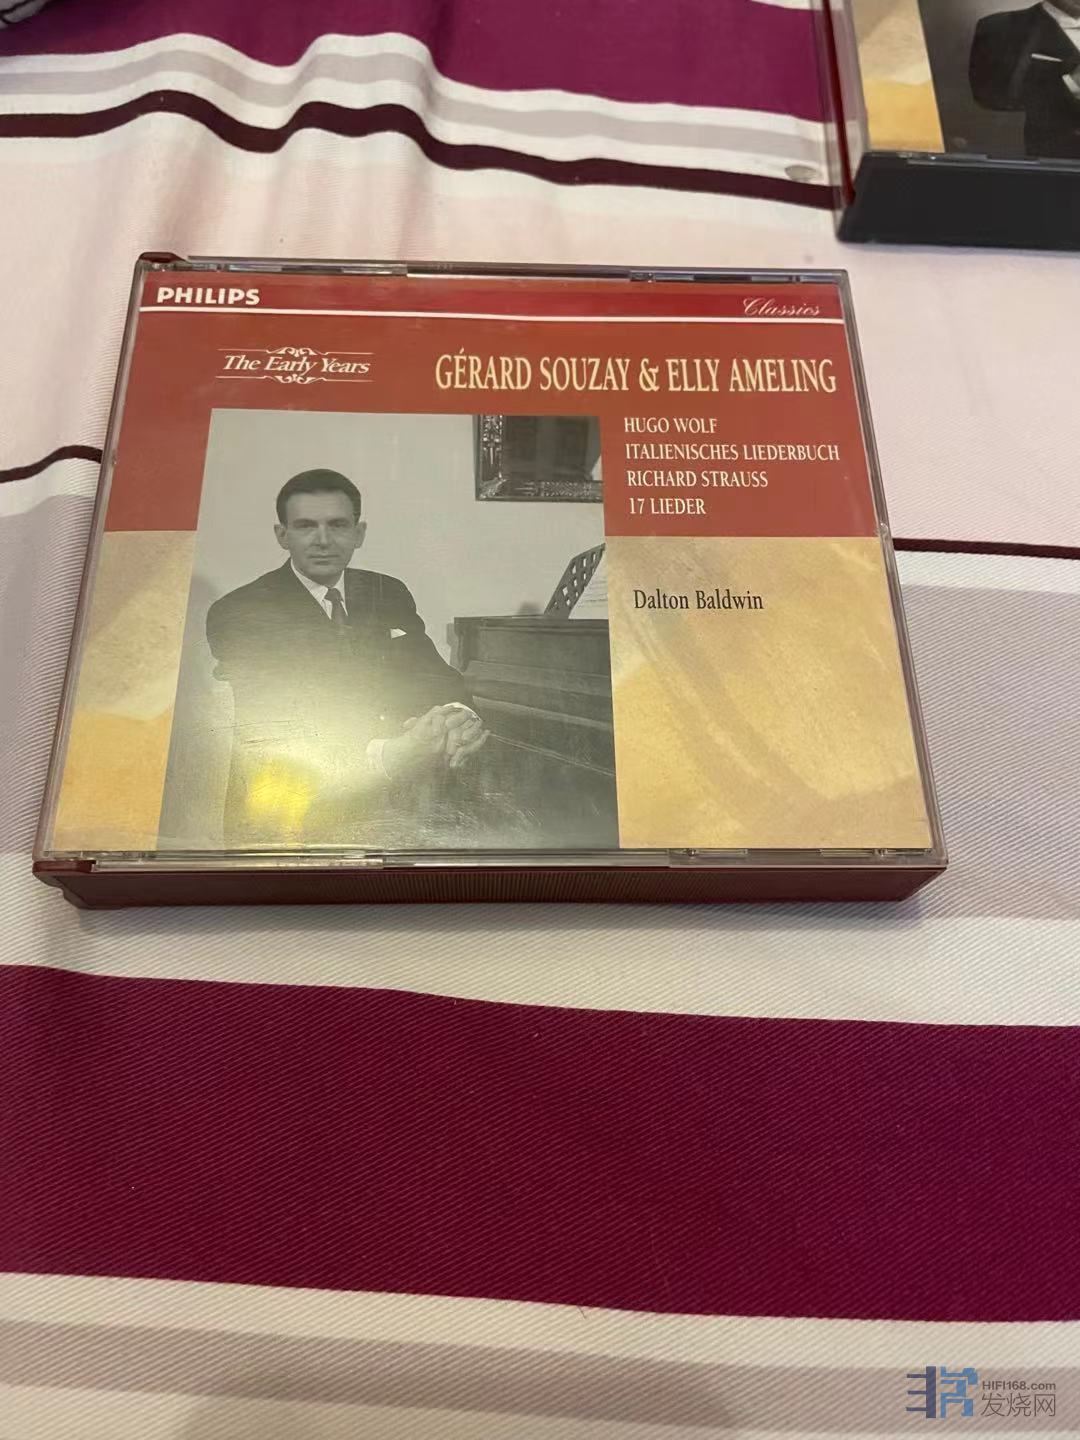 PHILIPS
Classics
The Early Years
GÉRARD SOUZAY & ELLY AMELING
HUGO WOLF
ITALIENISCHES LIEDERBUCH
RICHARD STRAUSS
17 LIEDER
Dalton Baldwin
HIFI168.com
发烧网